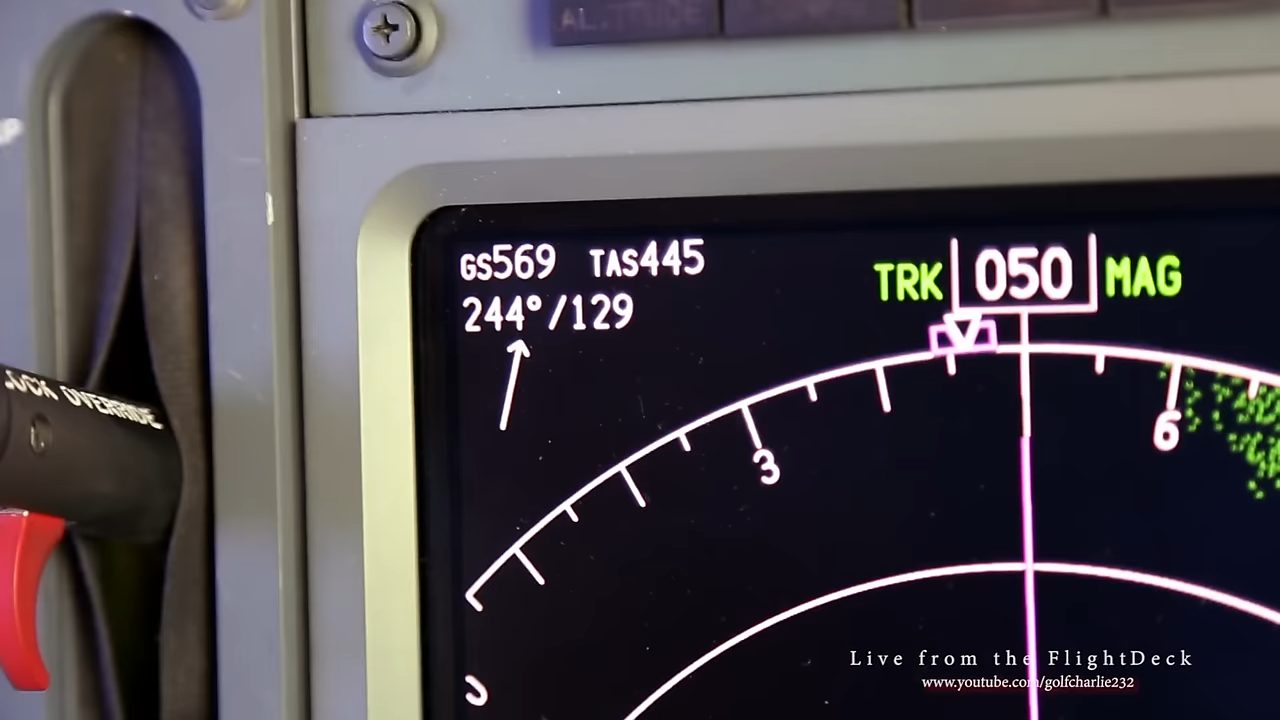 ALTITUDE
GS569 TAS445
TRK 050 MAG
244°/129
LOCK OVERRIDE
6
3
Live from the FlightDeck
www.youtube.com/golfcharlie232